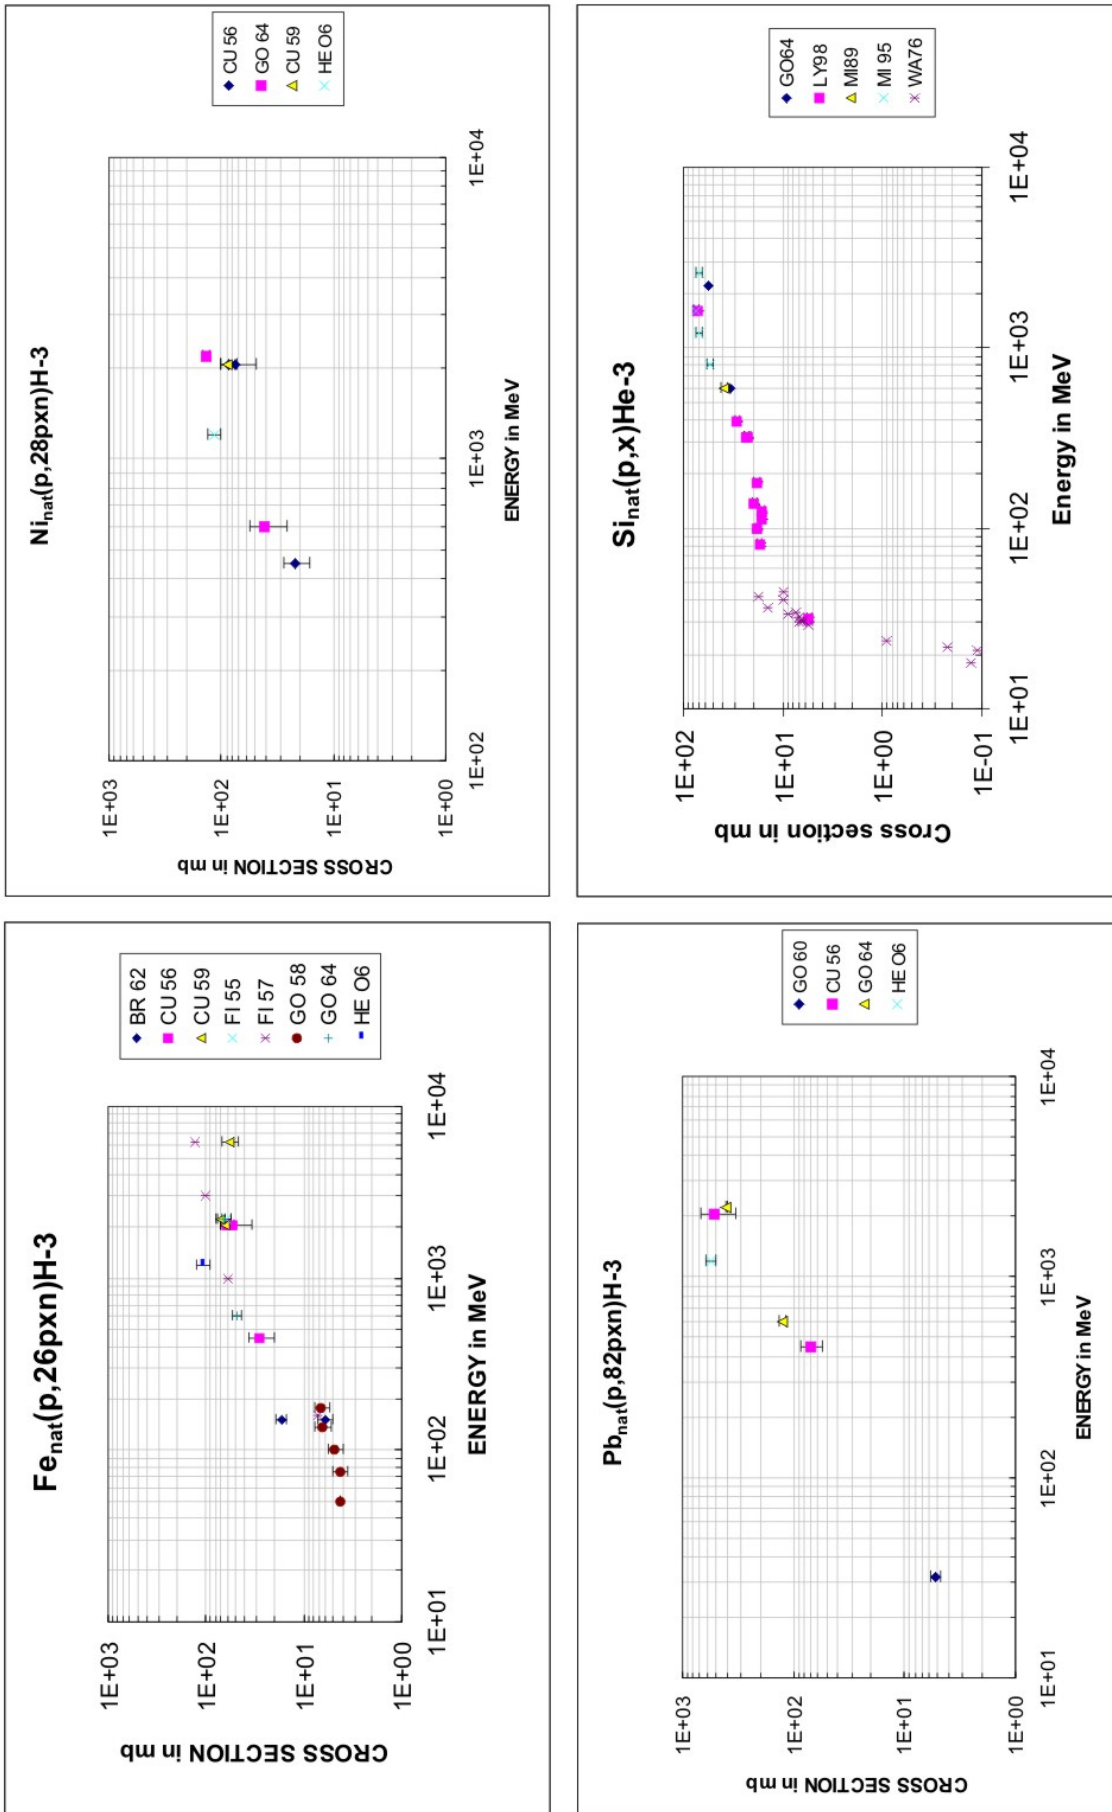 Fe nat(p,26pxn)H-3
CROSS SECTION in mb
1E+03
1E+02
1E+01
1E+00
1E+01
1E+02
1E+03
1E+04
ENERGY in MeV
BR 62
CU 56
CU 59
FI 55
FI 57
GO 58
GO 64
HE O6
Ni nat(p,28pxn)H-3
CROSS SECTION in mb
1E+03
1E+02
1E+01
1E+00
1E+02
1E+03
1E+04
ENERGY in MeV
CU 56
GO 64
CU 59
HE O6
Pb nat(p,82pxn)H-3
CROSS SECTION in mb
1E+03
1E+02
1E+01
1E+00
1E+01
1E+02
1E+03
1E+04
ENERGY in MeV
GO 60
CU 56
GO 64
HE O6
Si nat(p,x)He-3
Cross section in mb
1E+02
1E+01
1E+00
1E-01
1E+01
1E+02
1E+03
1E+04
Energy in MeV
GO64
LY98
MI89
MI 95
WA76